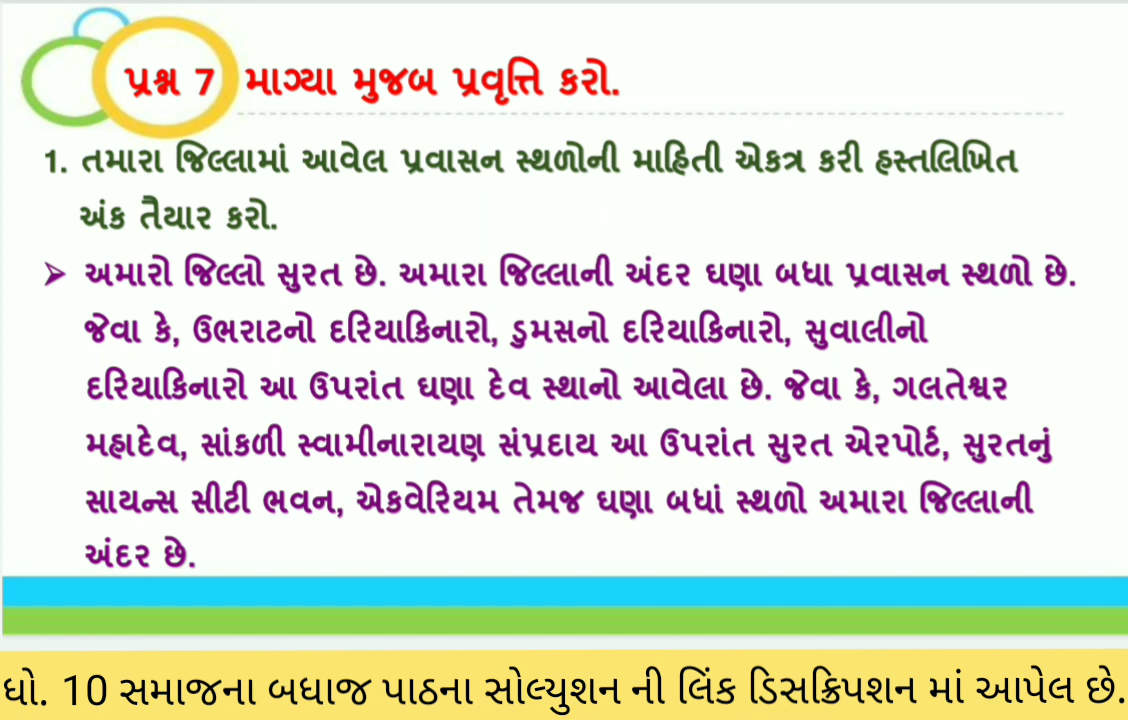 પ્રશ્ન 7 માગ્યા મુજબ પ્રવૃત્તિ કરો.
1. તમારા જિલ્લામાં આવેલ પ્રવાસન સ્થળોની માહિતી એકત્ર કરી હસ્તલિખિત
અંક તૈયાર કરો.
➢ અમારો જિલ્લો સુરત છે. અમારા જિલ્લાની અંદર ઘણા બધા પ્રવાસન સ્થળો છે.
જેવા કે, ઉભરાટનો દરિયાકિનારો, ડુમસનો દરિયાકિનારો, સુવાલીનો
દરિયાકિનારો આ ઉપરાંત ઘણા દેવ સ્થાનો આવેલા છે. જેવા કે, ગલતેશ્વર
મહાદેવ, સાંકળી સ્વામીનારાયણ સંપ્રદાય આ ઉપરાંત સુરત એરપોર્ટ, સુરતનું
સાયન્સ સીટી ભવન, એકવેરિયમ તેમજ ઘણા બધાં સ્થળો અમારા જિલ્લાની
અંદર છે.
ધો. 10 સમાજના બધાજ પાઠના સોલ્યુશન ની લિંક ડિસક્રિપશન માં આપેલ છે.